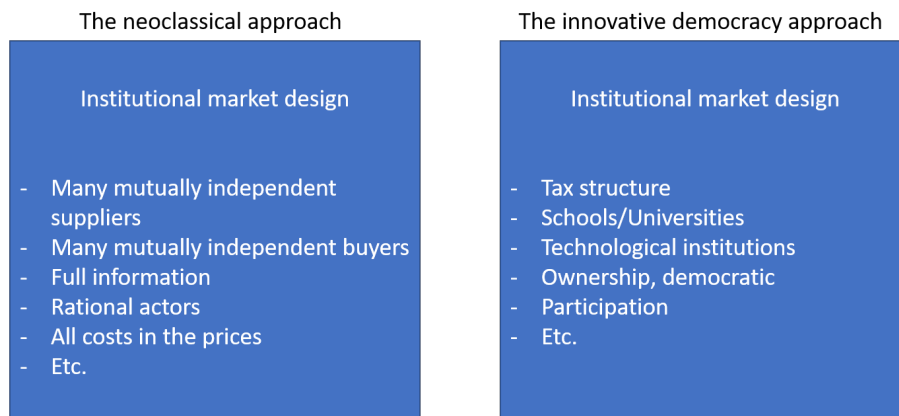 The neoclassical approach
Institutional market design
- Many mutually independent
suppliers
- Many mutually independent buyers
- Full information
- Rational actors
- All costs in the prices
- Etc.
The innovative democracy approach
Institutional market design
- Tax structure
- Schools/Universities
- Technological institutions
- Ownership, democratic
- Participation
- Etc.